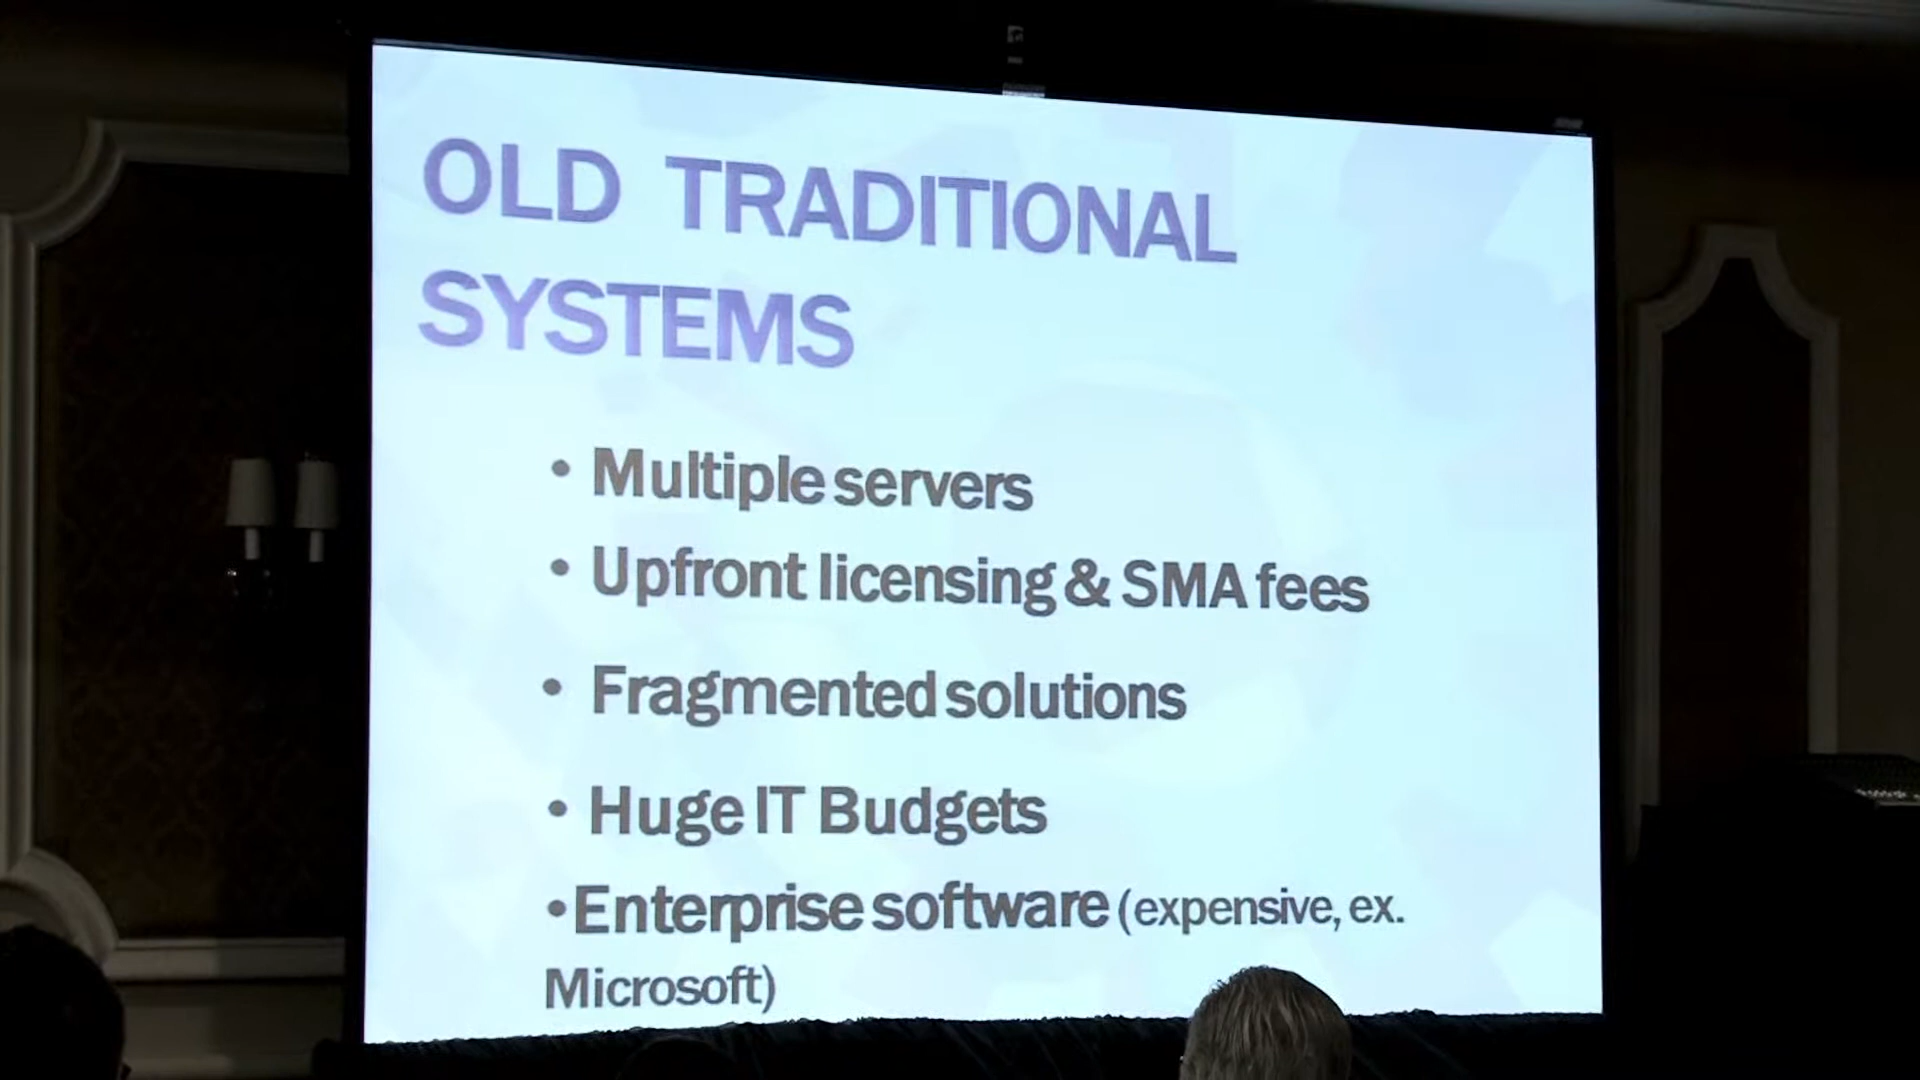 OLD TRADITIONAL
SYSTEMS
• Multiple servers
• Upfront licensing & SMA fees
• Fragmented solutions
• Huge IT Budgets
•Enterprise software (expensive, ex.
Microsoft)